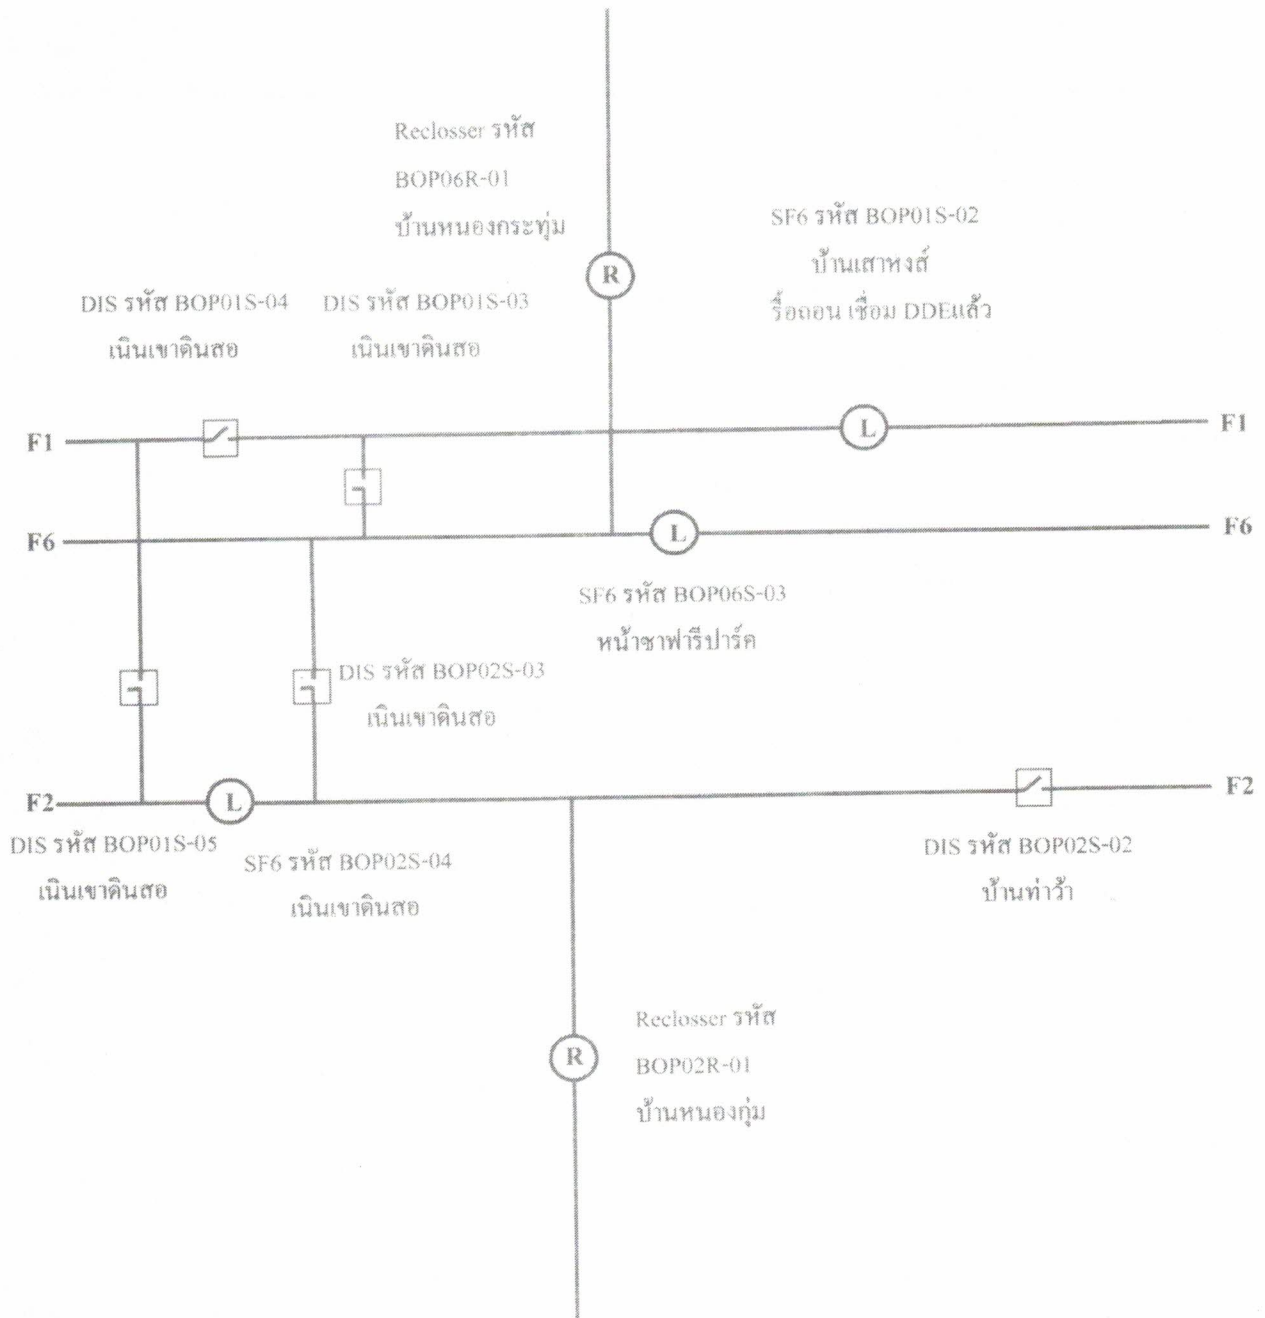 Reclosser รหัส
BOP06R-01
บ้านหนองกระทุ่ม
SF6 รหัส BOP01S-02
บ้านเสาหงส์
รื้อถอน เชื่อม DDEแล้ว
R
DIS รหัส BOP01S-04
เนินเขาดินสอ
DIS รหัส BOP01S-03
เนินเขาดินสอ
F1
L
F1
F6
L
F6
SF6 รหัส BOP06S-03
หน้าซาฟารีปาร์ค
DIS รหัส BOP02S-03
เนินเขาดินสอ
F2
L
F2
DIS รหัส BOP01S-05
เนินเขาดินสอ
SF6 รหัส BOP02S-04
เนินเขาดินสอ
DIS รหัส BOP02S-02
บ้านท่าว้า
R
Reclosser รหัส
BOP02R-01
บ้านหนองกุ่ม